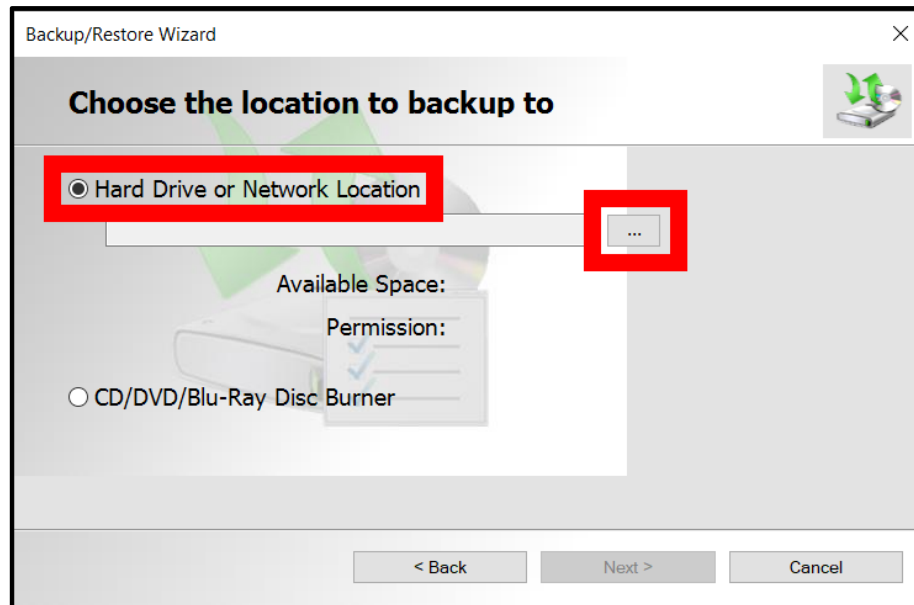 Backup/Restore Wizard
Choose the location to backup to
Hard Drive or Network Location
...
Available Space:
Permission:
CD/DVD/Blu-Ray Disc Burner
< Back Next > Cancel